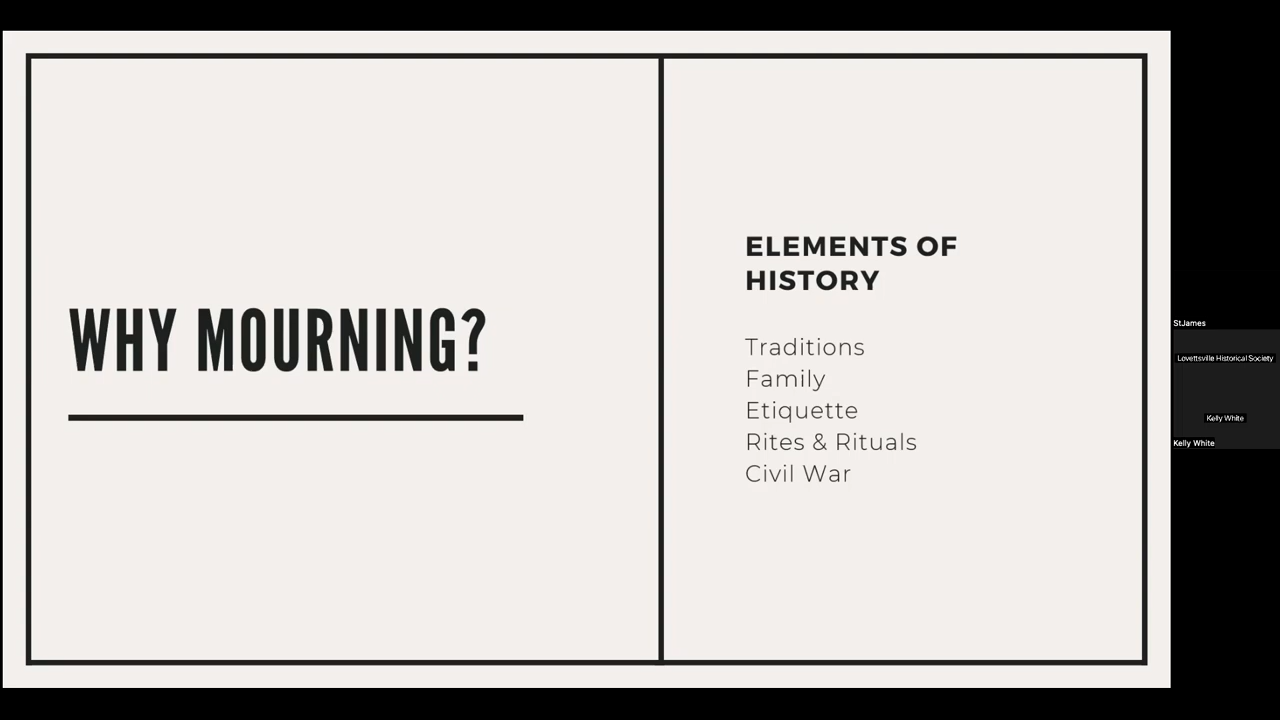 WHY MOURNING?
ELEMENTS OF
HISTORY
Traditions
Family
Etiquette
Rites & Rituals
Civil War
StJames
Lovettsville Historical Society
Kelly White
Kelly White